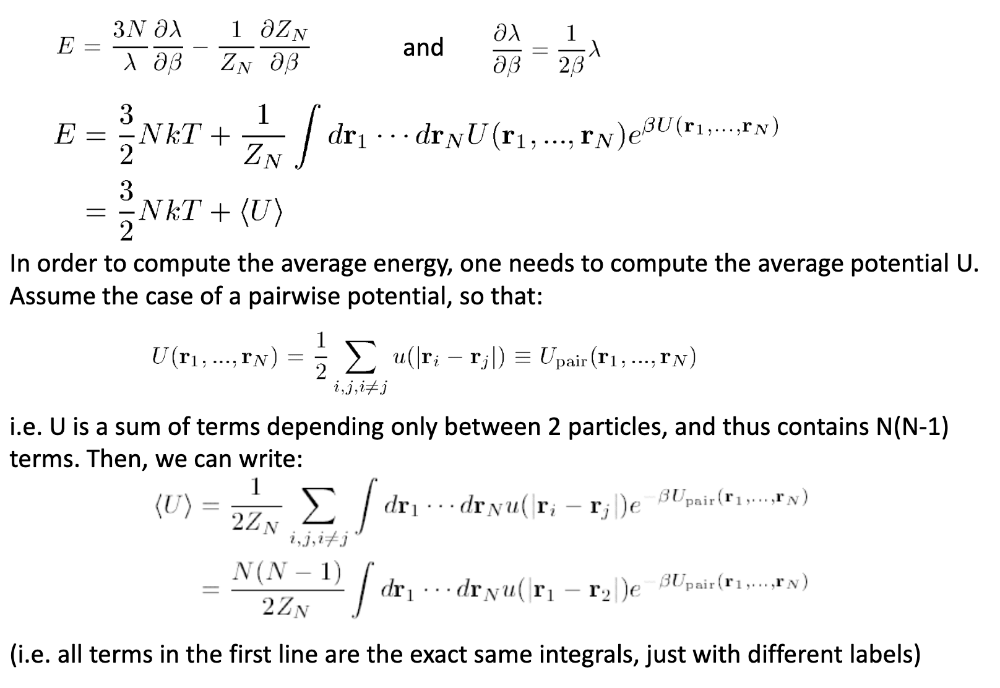 E = \frac{3N}{\lambda} \frac{\partial \lambda}{\partial \beta} - \frac{1}{Z_N} \frac{\partial Z_N}{\partial \beta} and \frac{\partial \lambda}{\partial \beta} = \frac{1}{2\beta} \lambda
E = \frac{3}{2} NkT + \frac{1}{Z_N} \int d\mathbf{r}_1 \cdots d\mathbf{r}_N U(\mathbf{r}_1, ..., \mathbf{r}_N) e^{\beta U(\mathbf{r}_1,...,\mathbf{r}_N)}
= \frac{3}{2} NkT + \langle U \rangle
In order to compute the average energy, one needs to compute the average potential U.
Assume the case of a pairwise potential, so that:
U(\mathbf{r}_1, ..., \mathbf{r}_N) = \frac{1}{2} \sum_{i,j,i \neq j} u(|\mathbf{r}_i - \mathbf{r}_j|) \equiv U_{\text{pair}}(\mathbf{r}_1, ..., \mathbf{r}_N)
i.e. U is a sum of terms depending only between 2 particles, and thus contains N(N-1)
terms. Then, we can write:
\langle U \rangle = \frac{1}{2Z_N} \sum_{i,j,i \neq j} \int d\mathbf{r}_1 \cdots d\mathbf{r}_N u(|\mathbf{r}_i - \mathbf{r}_j|) e^{-\beta U_{\text{pair}}(\mathbf{r}_1,...,\mathbf{r}_N)}
= \frac{N(N-1)}{2Z_N} \int d\mathbf{r}_1 \cdots d\mathbf{r}_N u(|\mathbf{r}_1 - \mathbf{r}_2|) e^{-\beta U_{\text{pair}}(\mathbf{r}_1,...,\mathbf{r}_N)}
(i.e. all terms in the first line are the exact same integrals, just with different labels)